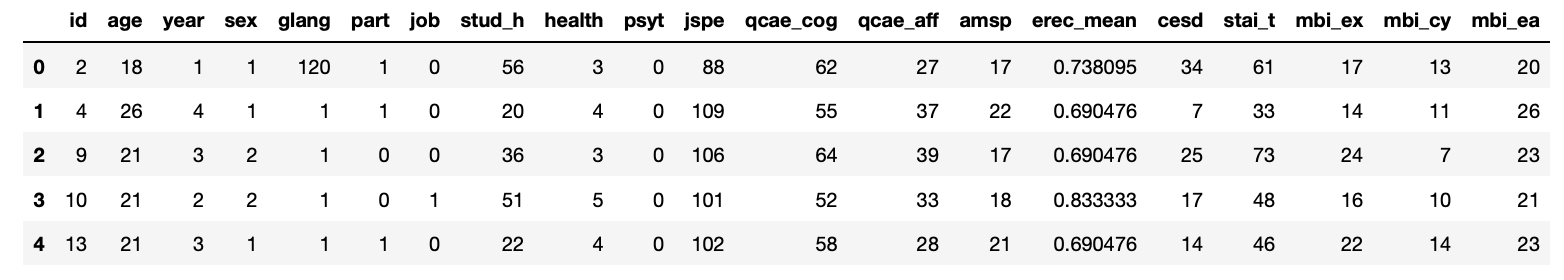 id age year sex glang part job stud_h health psyt jspe qcae_cog qcae_aff amsp erec_mean cesd stai_t mbi_ex mbi_cy mbi_ea
0 2 18 1 1 120 1 0 56 3 0 88 62 27 17 0.738095 34 61 17 13 20
1 4 26 4 1 1 1 0 20 4 0 109 55 37 22 0.690476 7 33 14 11 26
2 9 21 3 2 1 0 0 36 3 0 106 64 39 17 0.690476 25 73 24 7 23
3 10 21 2 2 1 0 1 51 5 0 101 52 33 18 0.833333 17 48 16 10 21
4 13 21 3 1 1 1 0 22 4 0 102 58 28 21 0.690476 14 46 22 14 23